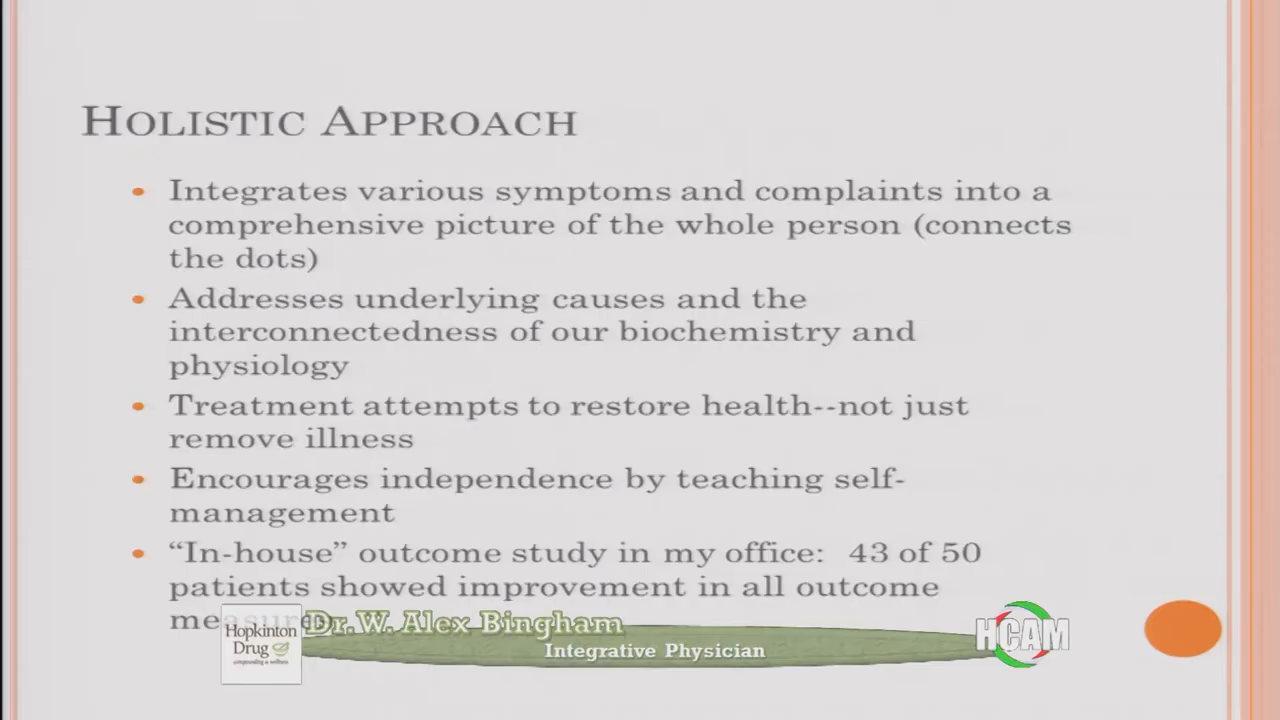 HOLISTIC APPROACH
• Integrates various symptoms and complaints into a
comprehensive picture of the whole person (connects
the dots)
• Addresses underlying causes and the
interconnectedness of our biochemistry and
physiology
• Treatment attempts to restore health--not just
remove illness
• Encourages independence by teaching self-
management
• “In-house” outcome study in my office: 43 of 50
patients showed improvement in all outcome
measures
Hopkinton
Drug
compounding & wellness
Dr. W. Alex Bingham
Integrative Physician
HCAM